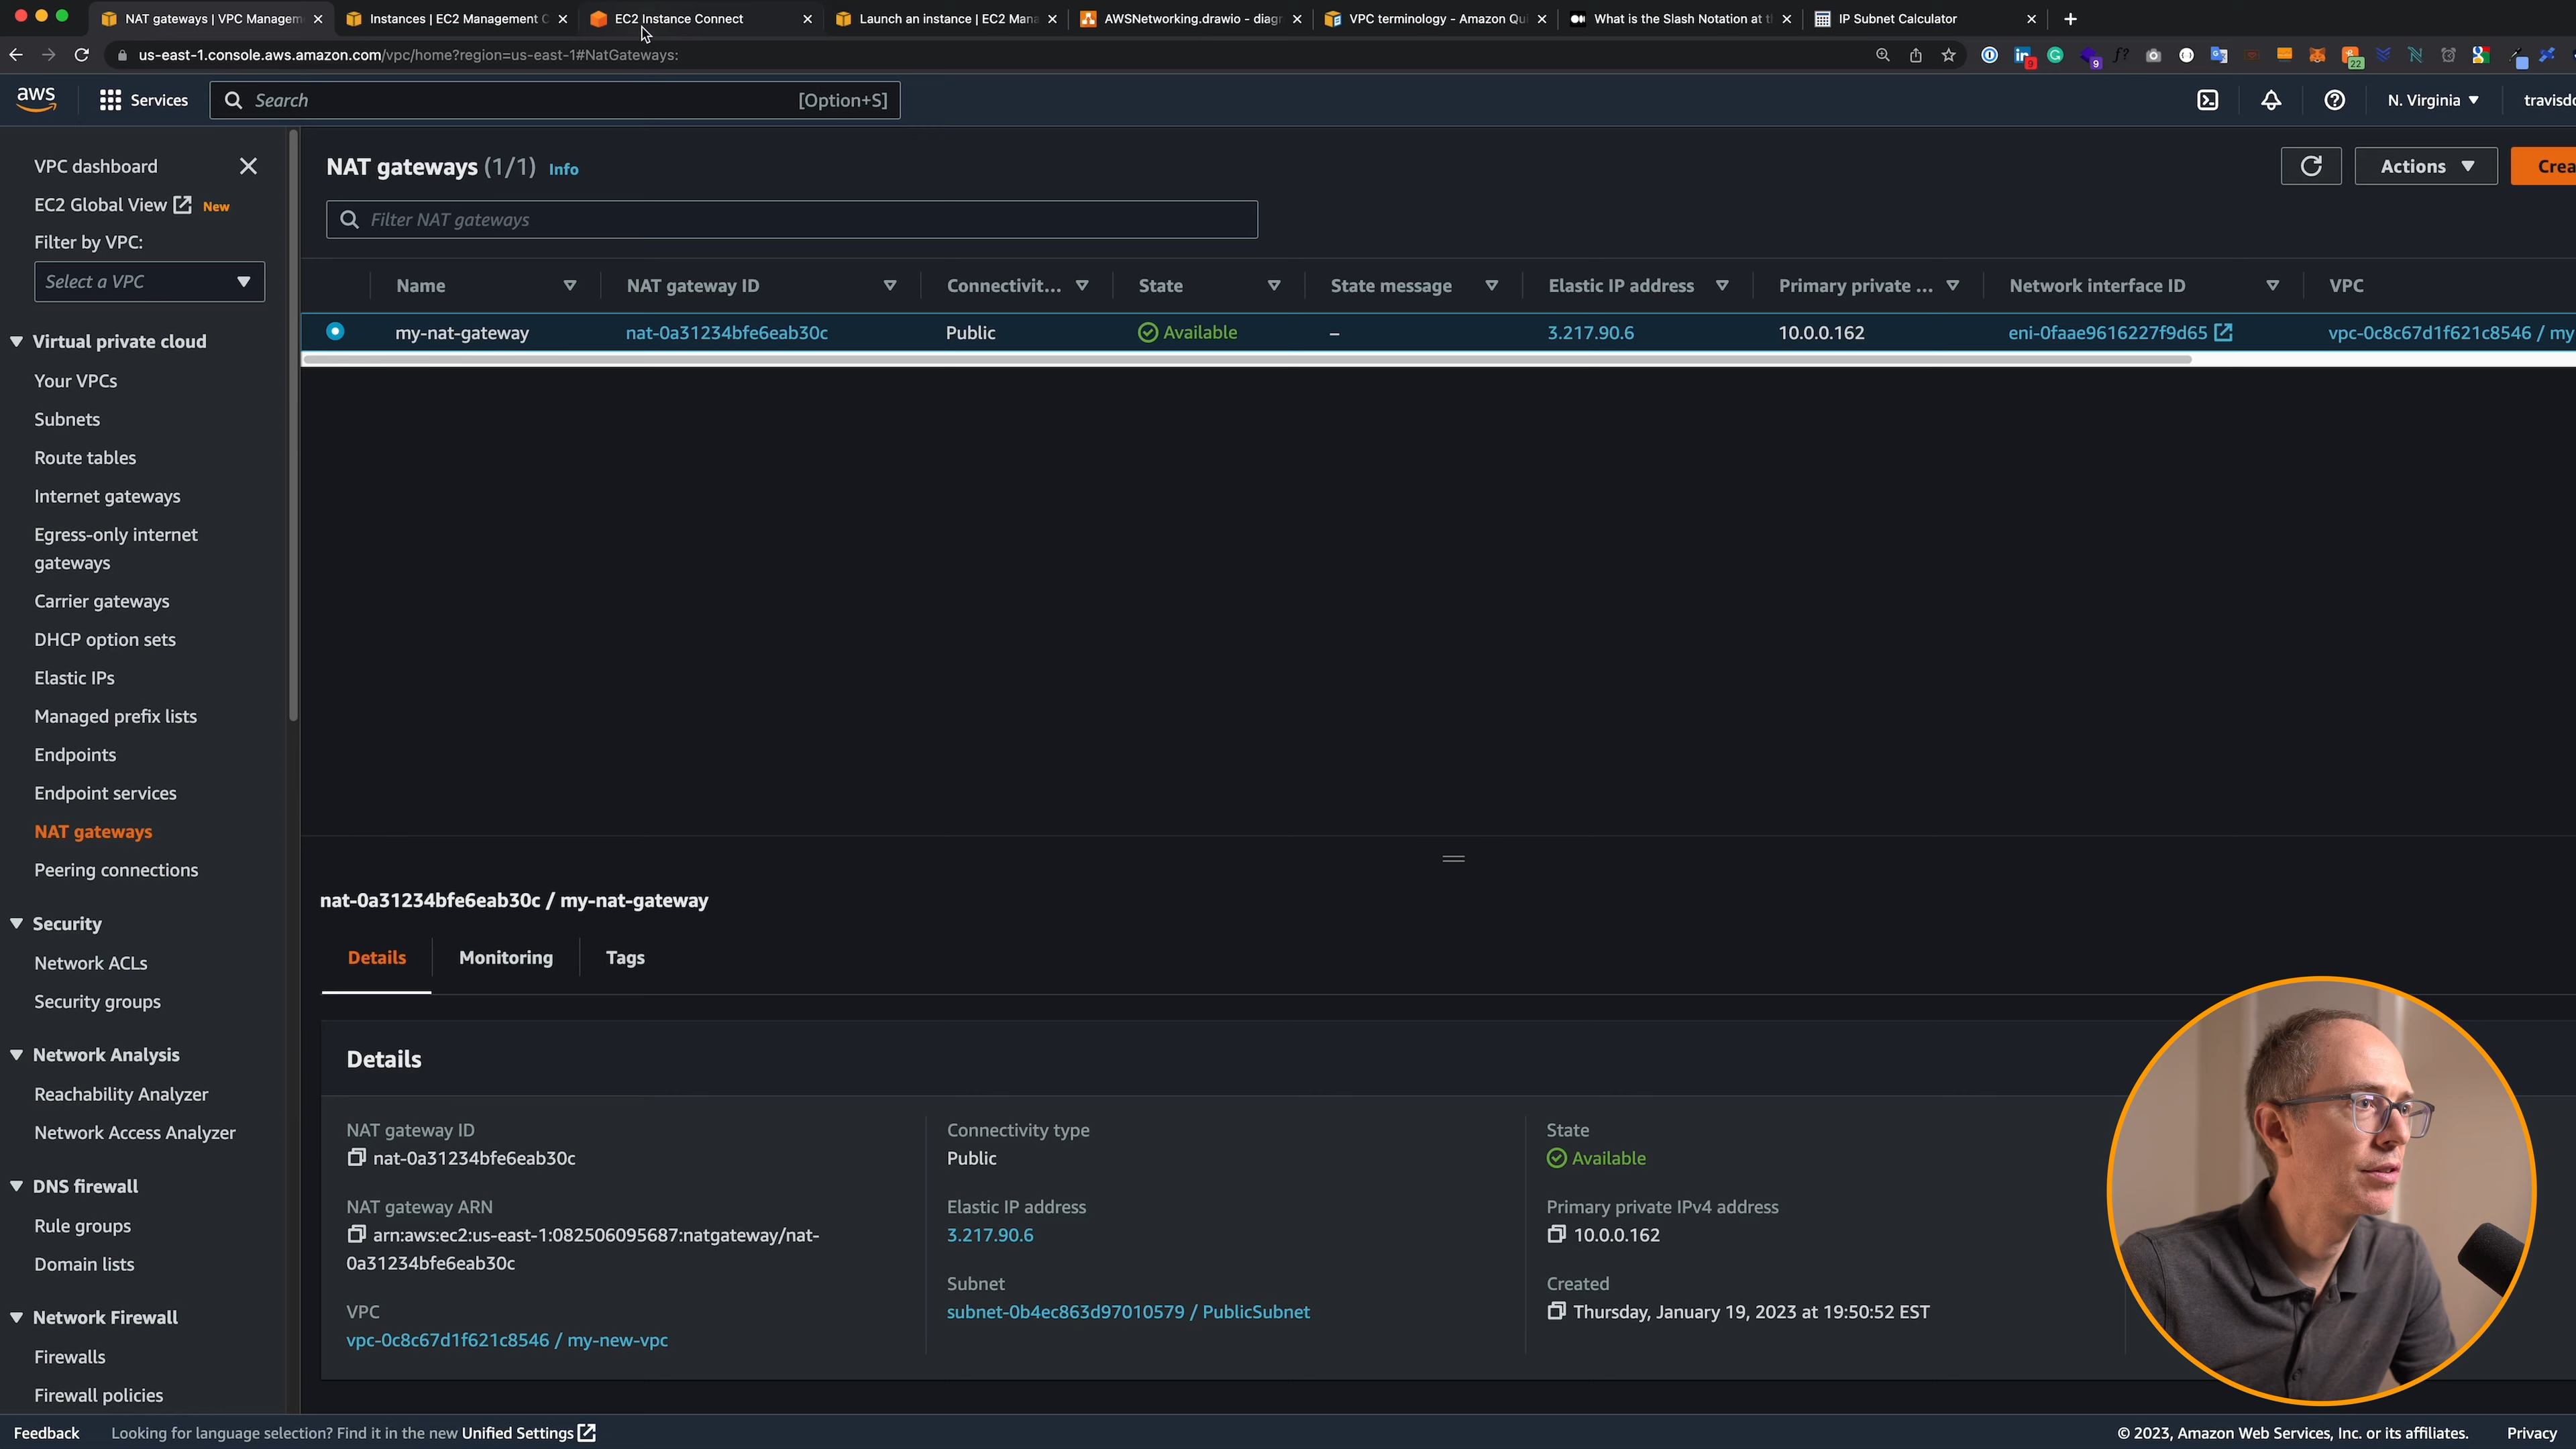 NAT gateways | VPC Managem
Instances | EC2 Management C
EC2 Instance Connect
Launch an instance | EC2 Mana
AWSNetworking.drawio - diagr
VPC terminology - Amazon Qui
What is the Slash Notation at th
IP Subnet Calculator
us-east-1.console.aws.amazon.com/vpc/home?region=us-east-1#NatGateways:
9
9
22
aws
Services
Search
[Option+S]
N. Virginia
travisdo
VPC dashboard
EC2 Global View
New
Filter by VPC:
Select a VPC
Virtual private cloud
Your VPCs
Subnets
Route tables
Internet gateways
Egress-only internet
gateways
Carrier gateways
DHCP option sets
Elastic IPs
Managed prefix lists
Endpoints
Endpoint services
NAT gateways
Peering connections
Security
Network ACLs
Security groups
Network Analysis
Reachability Analyzer
Network Access Analyzer
DNS firewall
Rule groups
Domain lists
Network Firewall
Firewalls
Firewall policies
NAT gateways (1/1) Info
Actions
Crea
Filter NAT gateways
Name
NAT gateway ID
Connectivit...
State
State message
Elastic IP address
Primary private ...
Network interface ID
VPC
my-nat-gateway
nat-0a31234bfe6eab30c
Public
Available
–
3.217.90.6
10.0.0.162
eni-0faae9616227f9d65
vpc-0c8c67d1f621c8546 / my
nat-0a31234bfe6eab30c / my-nat-gateway
Details
Monitoring
Tags
Details
NAT gateway ID
nat-0a31234bfe6eab30c
NAT gateway ARN
arn:aws:ec2:us-east-1:082506095687:natgateway/nat-
0a31234bfe6eab30c
VPC
vpc-0c8c67d1f621c8546 / my-new-vpc
Connectivity type
Public
Elastic IP address
3.217.90.6
Subnet
subnet-0b4ec863d97010579 / PublicSubnet
State
Available
Primary private IPv4 address
10.0.0.162
Created
Thursday, January 19, 2023 at 19:50:52 EST
Feedback
Looking for language selection? Find it in the new Unified Settings
© 2023, Amazon Web Services, Inc. or its affiliates.
Privacy